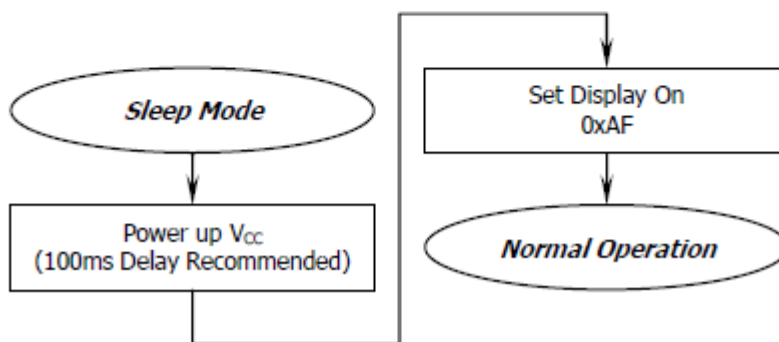 Sleep Mode
Power up VCC
(100ms Delay Recommended)
Set Display On
0xAF
Normal Operation